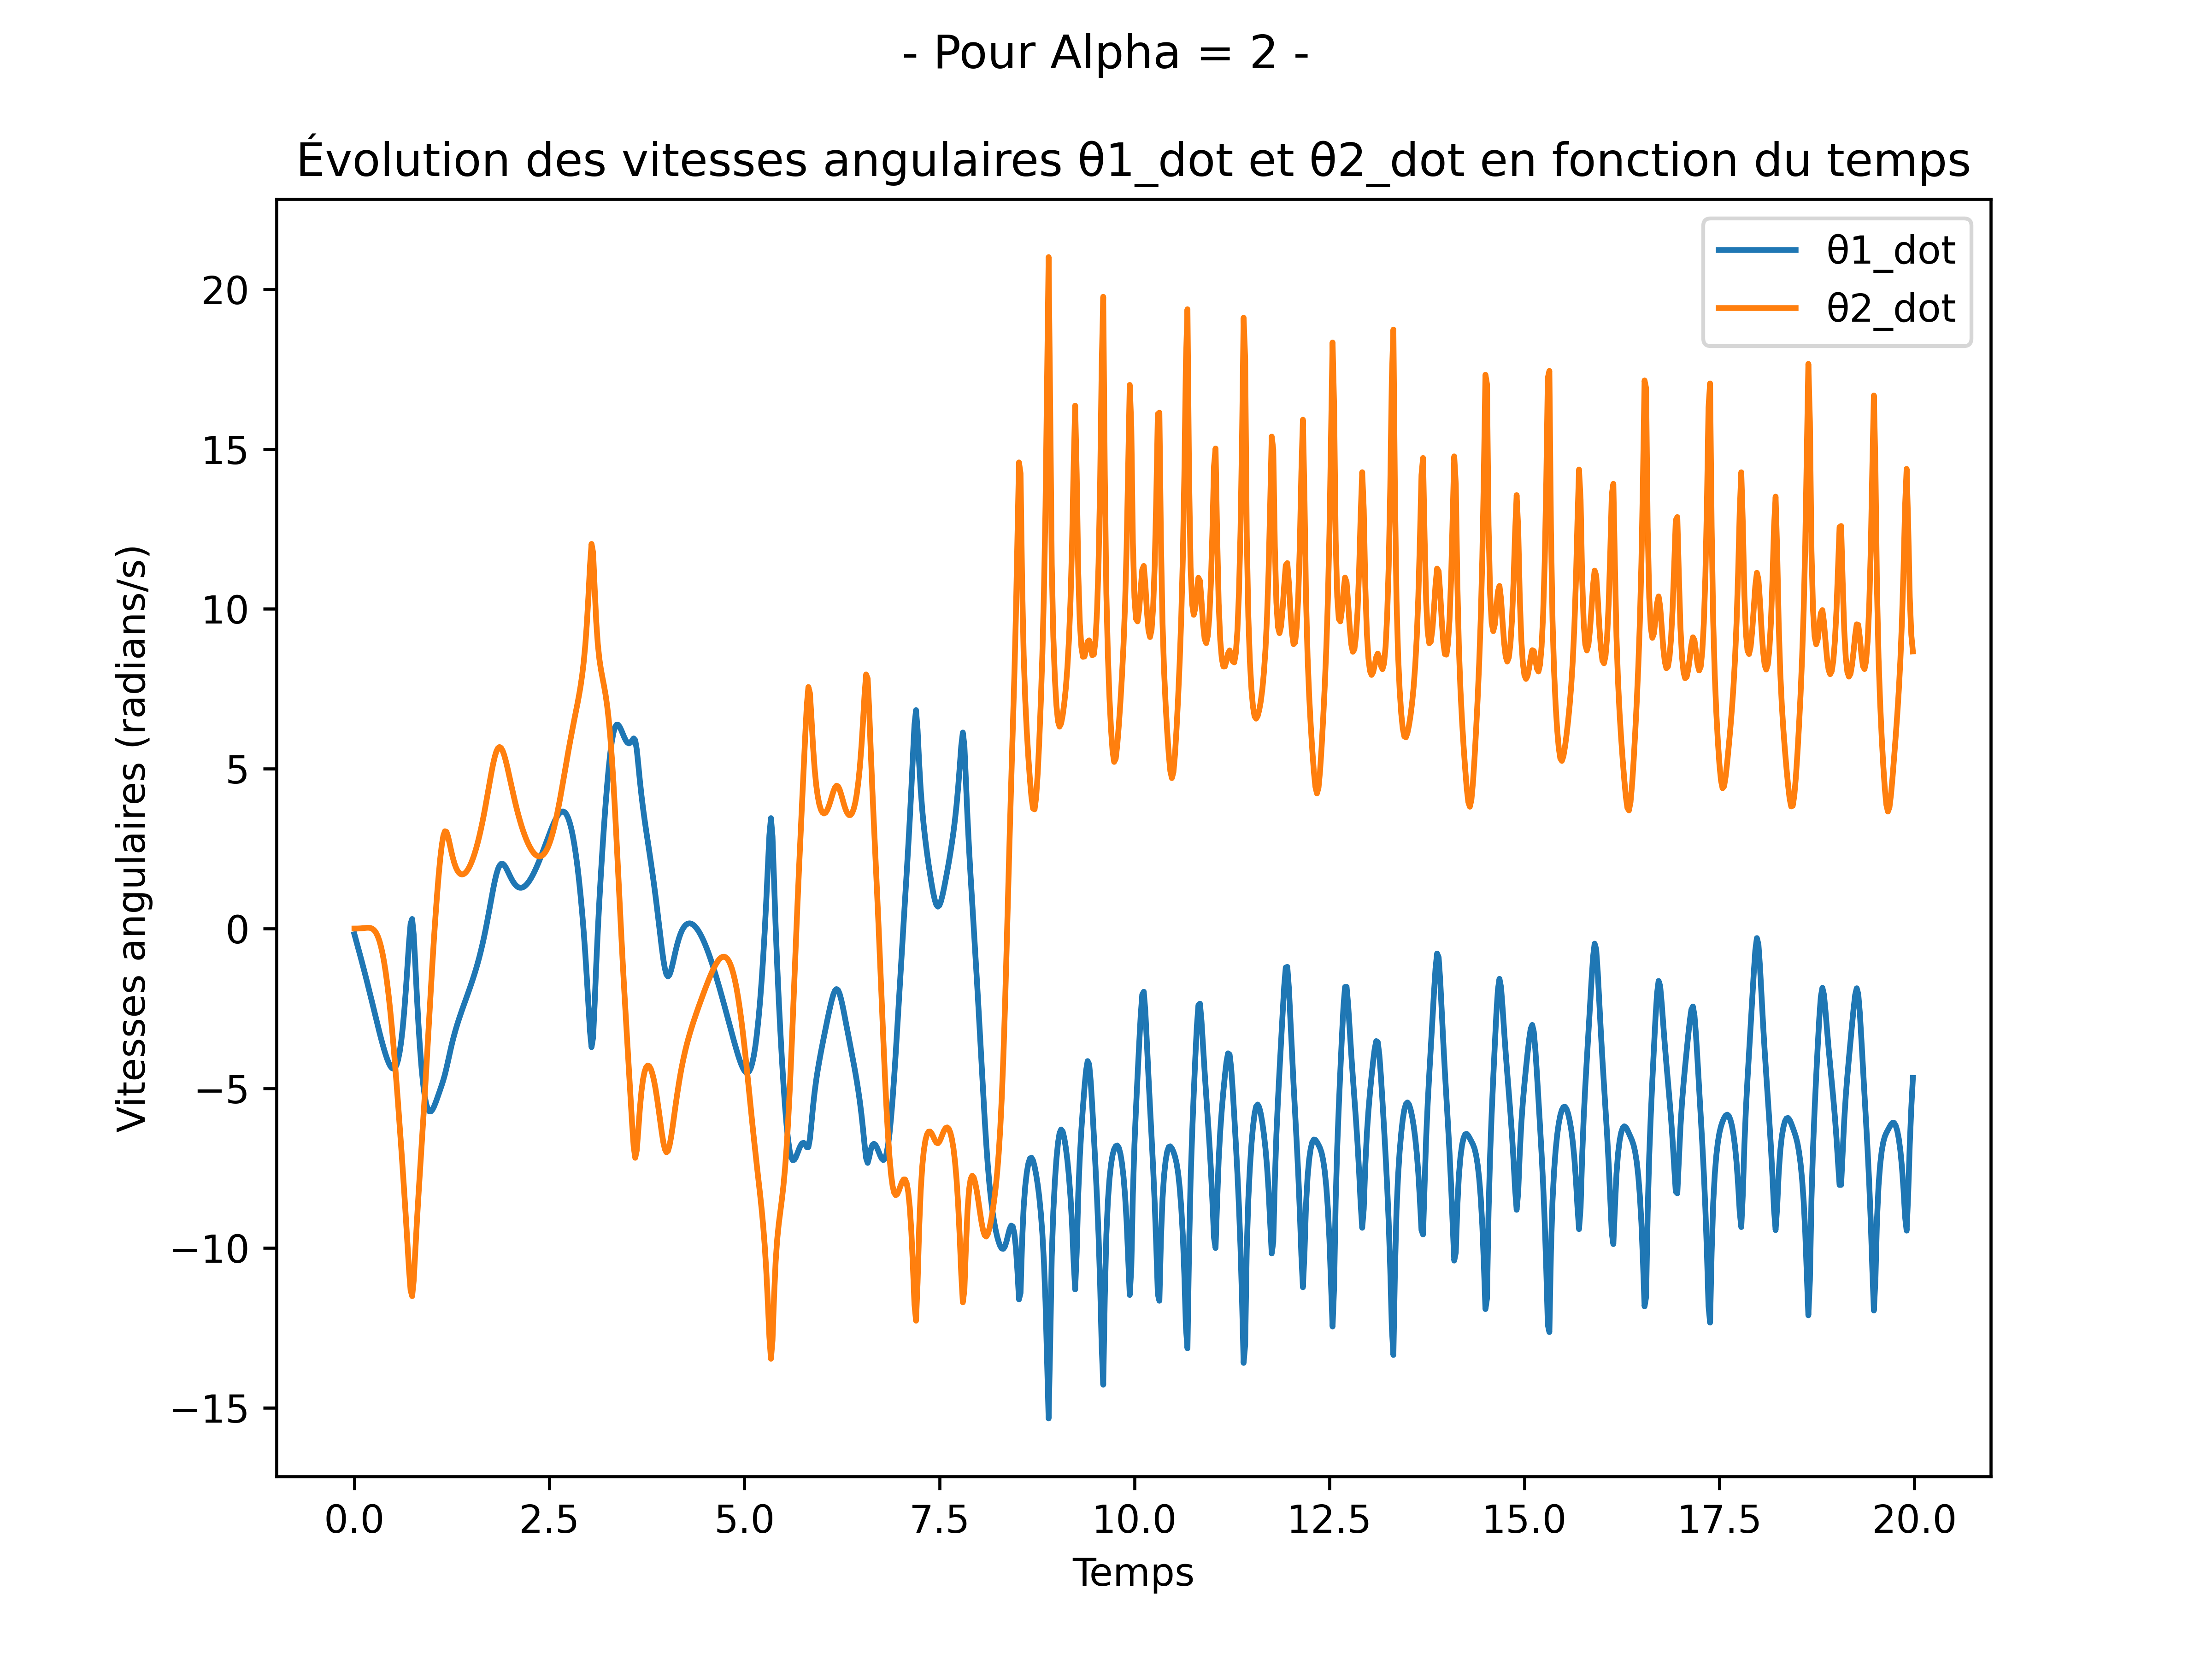 - Pour Alpha = 2 -
Évolution des vitesses angulaires θ1_dot et θ2_dot en fonction du temps
θ1_dot
θ2_dot
Vitesses angulaires (radians/s)
20
15
10
5
0
−5
−10
−15
0.0 2.5 5.0 7.5 10.0 12.5 15.0 17.5 20.0
Temps